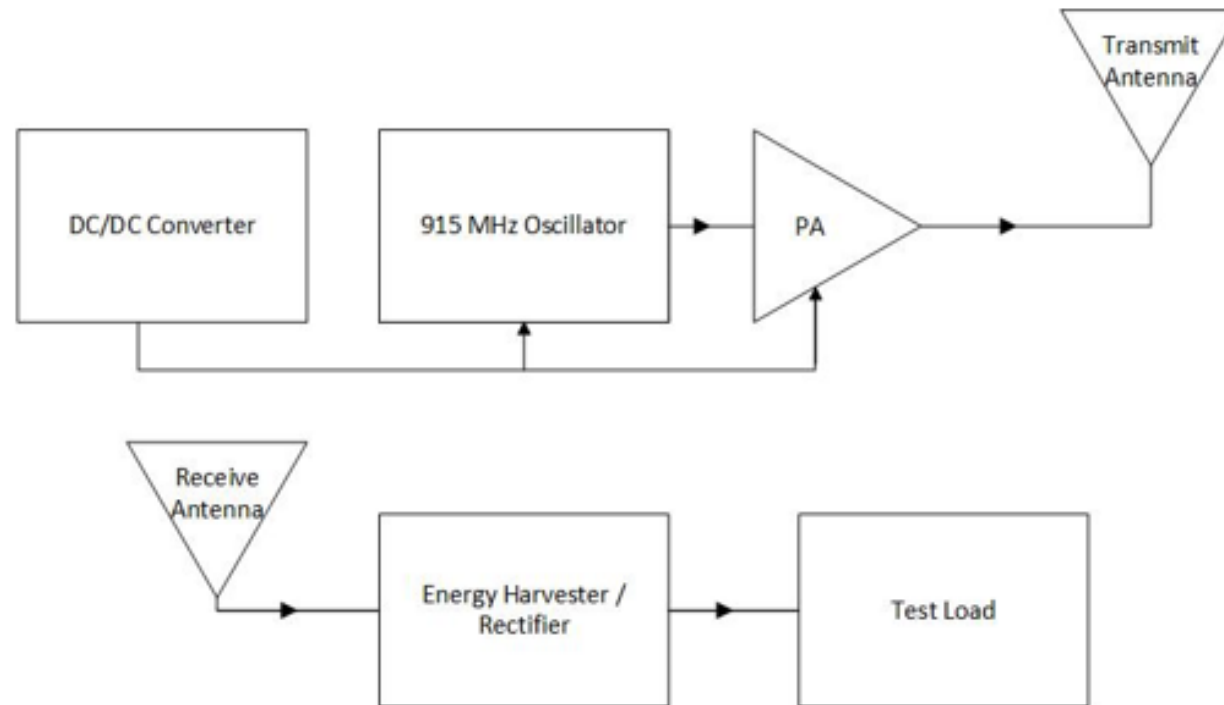 Transmit
Antenna
DC/DC Converter
915 MHz Oscillator
PA
Receive
Antenna
Energy Harvester /
Rectifier
Test Load